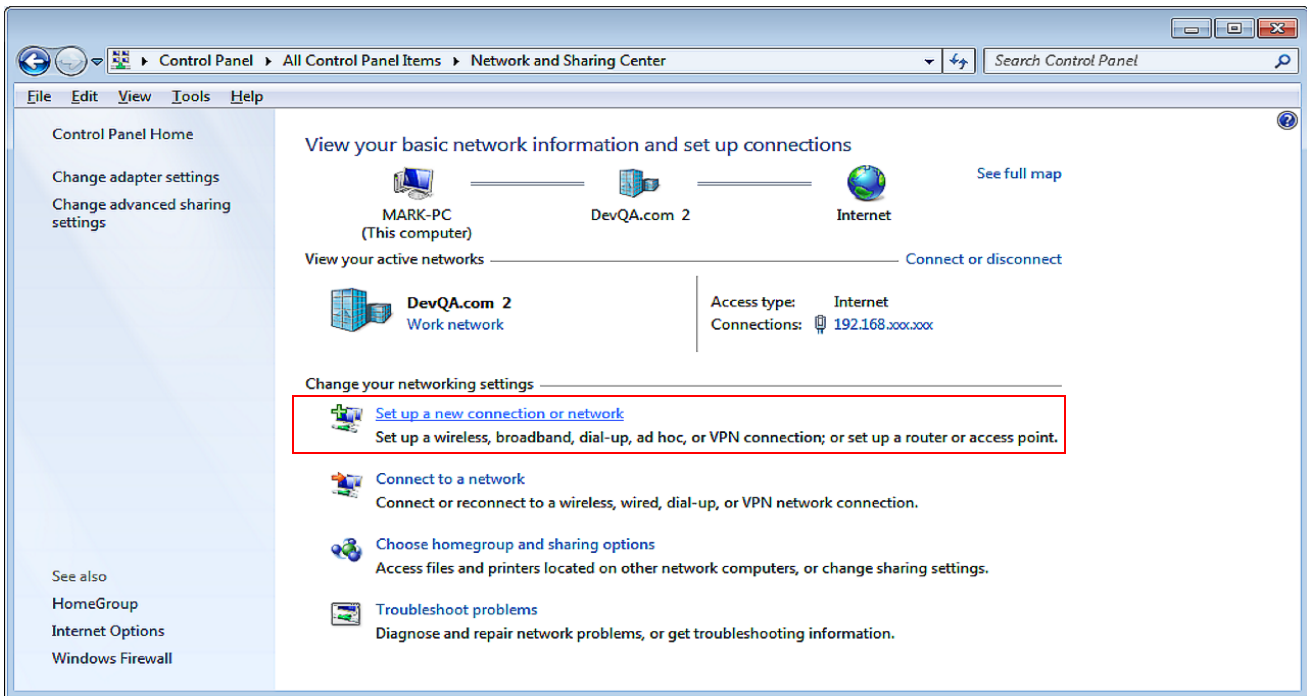 Control Panel All Control Panel Items Network and Sharing Center Search Control Panel
File Edit View Tools Help
Control Panel Home
Change adapter settings
Change advanced sharing
settings
See also
HomeGroup
Internet Options
Windows Firewall
View your basic network information and set up connections
See full map
MARK-PC DevQA.com 2 Internet
(This computer)
View your active networks Connect or disconnect
DevQA.com 2
Work network
Access type: Internet
Connections: 192.168.xxx.xxx
Change your networking settings
Set up a new connection or network
Set up a wireless, broadband, dial-up, ad hoc, or VPN connection; or set up a router or access point.
Connect to a network
Connect or reconnect to a wireless, wired, dial-up, or VPN network connection.
Choose homegroup and sharing options
Access files and printers located on other network computers, or change sharing settings.
Troubleshoot problems
Diagnose and repair network problems, or get troubleshooting information.